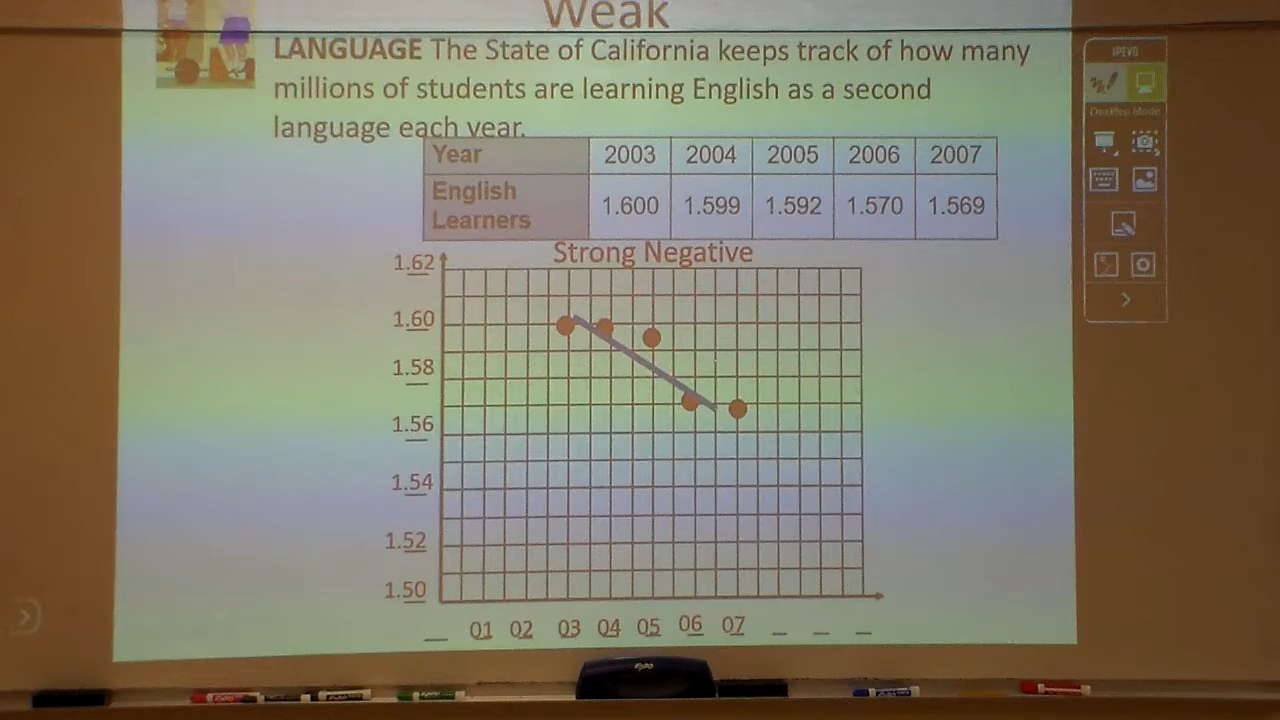 Weak
LANGUAGE The State of California keeps track of how many
millions of students are learning English as a second
language each year.
Year 2003 2004 2005 2006 2007
English Learners 1.600 1.599 1.592 1.570 1.569
Strong Negative
1.62
1.60
1.58
1.56
1.54
1.52
1.50
01 02 03 04 05 06 07
IPEVO
Desktop Mode
EXPO